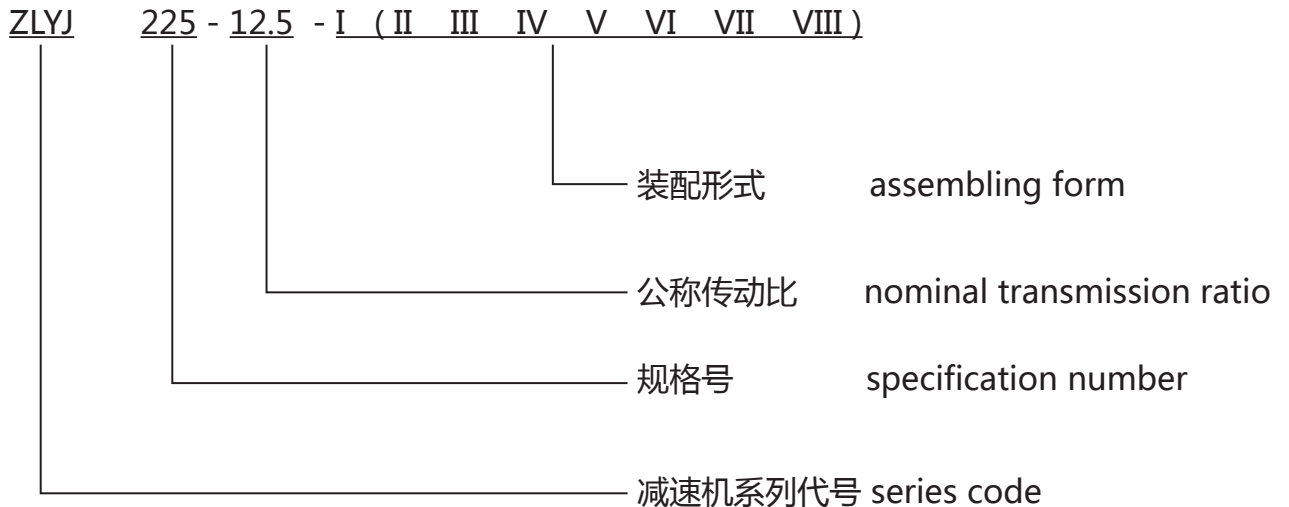 ZLYJ 225 - 12.5 - I ( II III IV V VI VII VIII )
装配形式 assembling form
公称传动比 nominal transmission ratio
规格号 specification number
减速机系列代号 series code